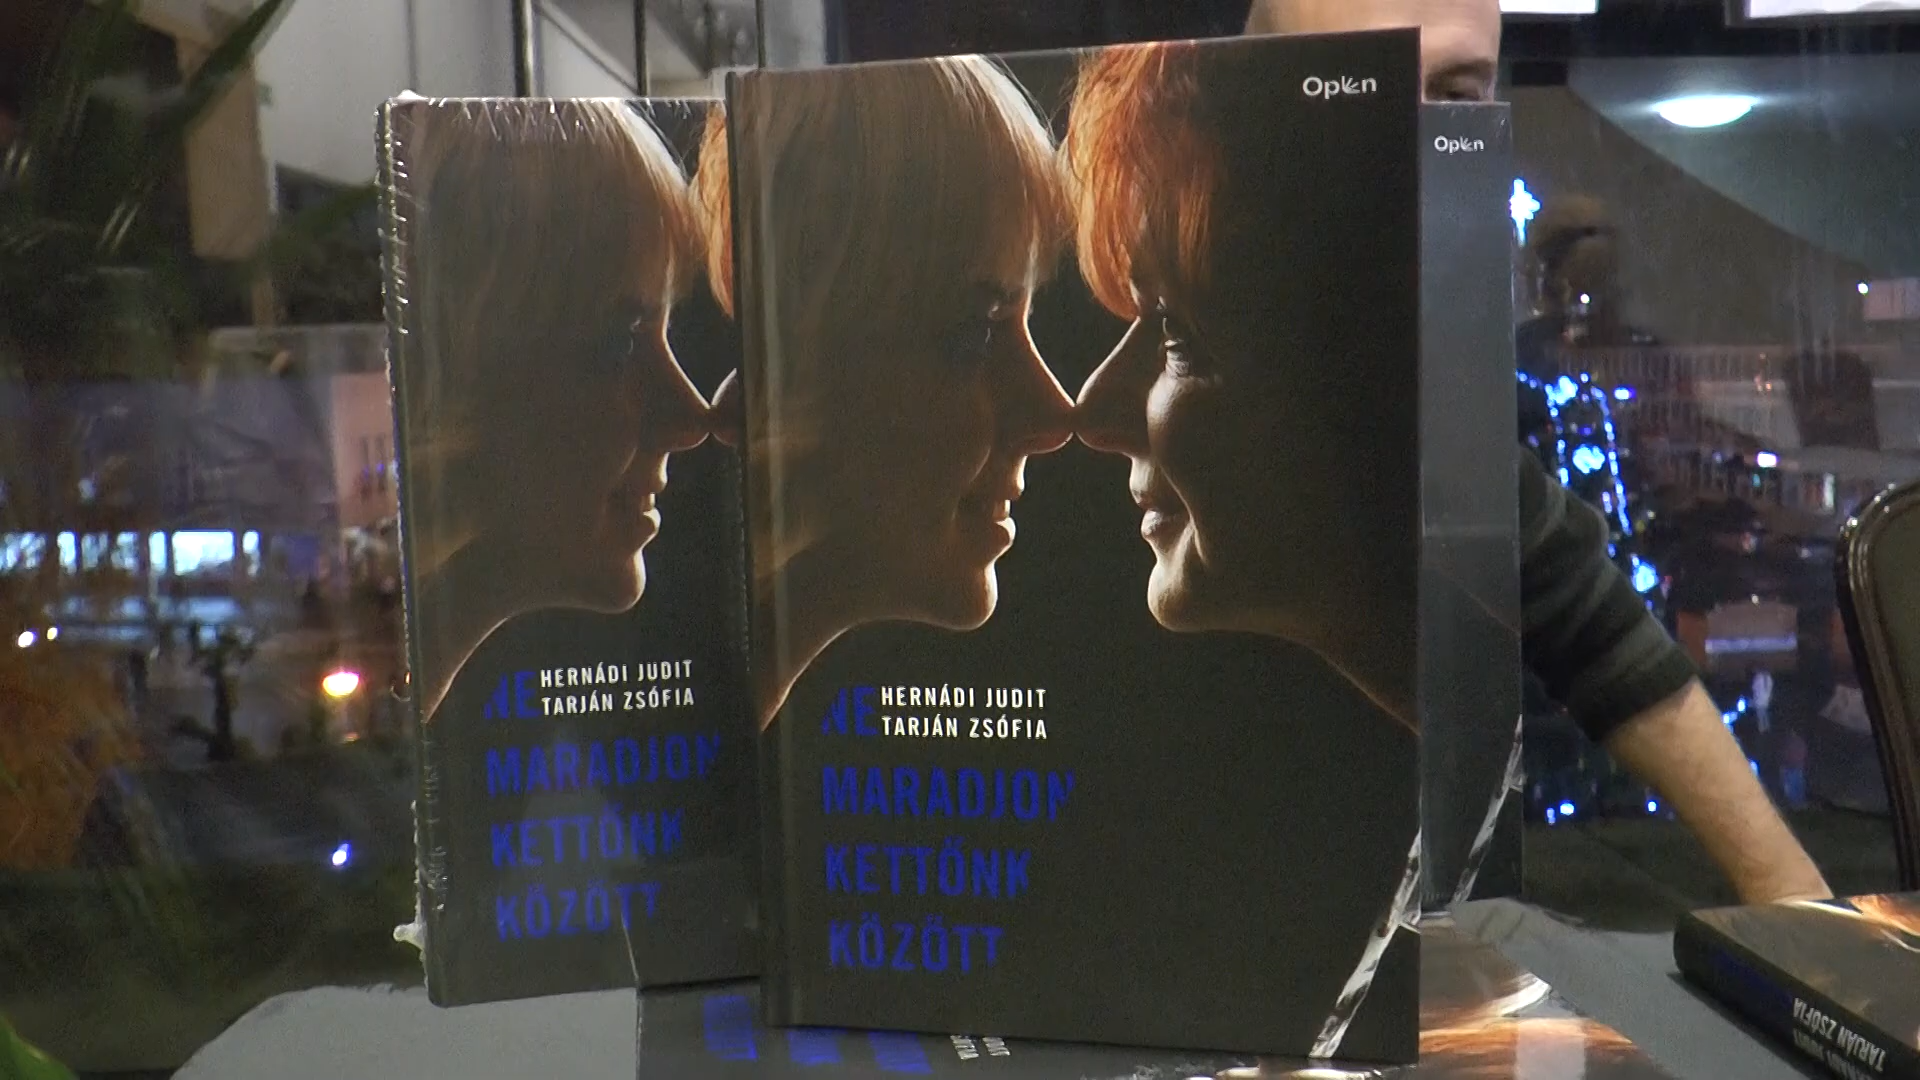 Open
Open
NE
HERNÁDI JUDIT
TARJÁN ZSÓFIA
MARADJON
KETTŐNK
KÖZÖTT
NE
HERNÁDI JUDIT
TARJÁN ZSÓFIA
MARADJON
KETTŐNK
KÖZÖTT
TARJÁN ZSÓFIA